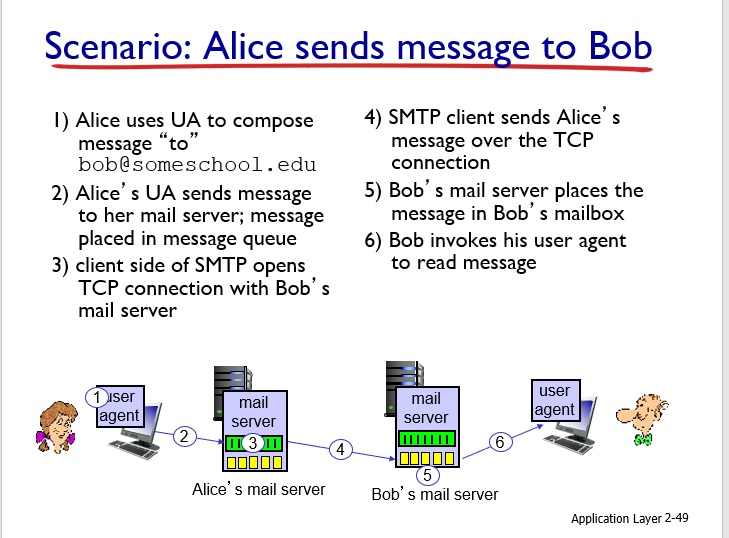 Scenario: Alice sends message to Bob
1) Alice uses UA to compose
message “to”
bob@someschool.edu
2) Alice’s UA sends message
to her mail server; message
placed in message queue
3) client side of SMTP opens
TCP connection with Bob’s
mail server
4) SMTP client sends Alice’s
message over the TCP
connection
5) Bob’s mail server places the
message in Bob’s mailbox
6) Bob invokes his user agent
to read message
1
user
agent
2
mail
server
3
4
mail
server
5
6
user
agent
Alice’s mail server
Bob’s mail server
Application Layer 2-49